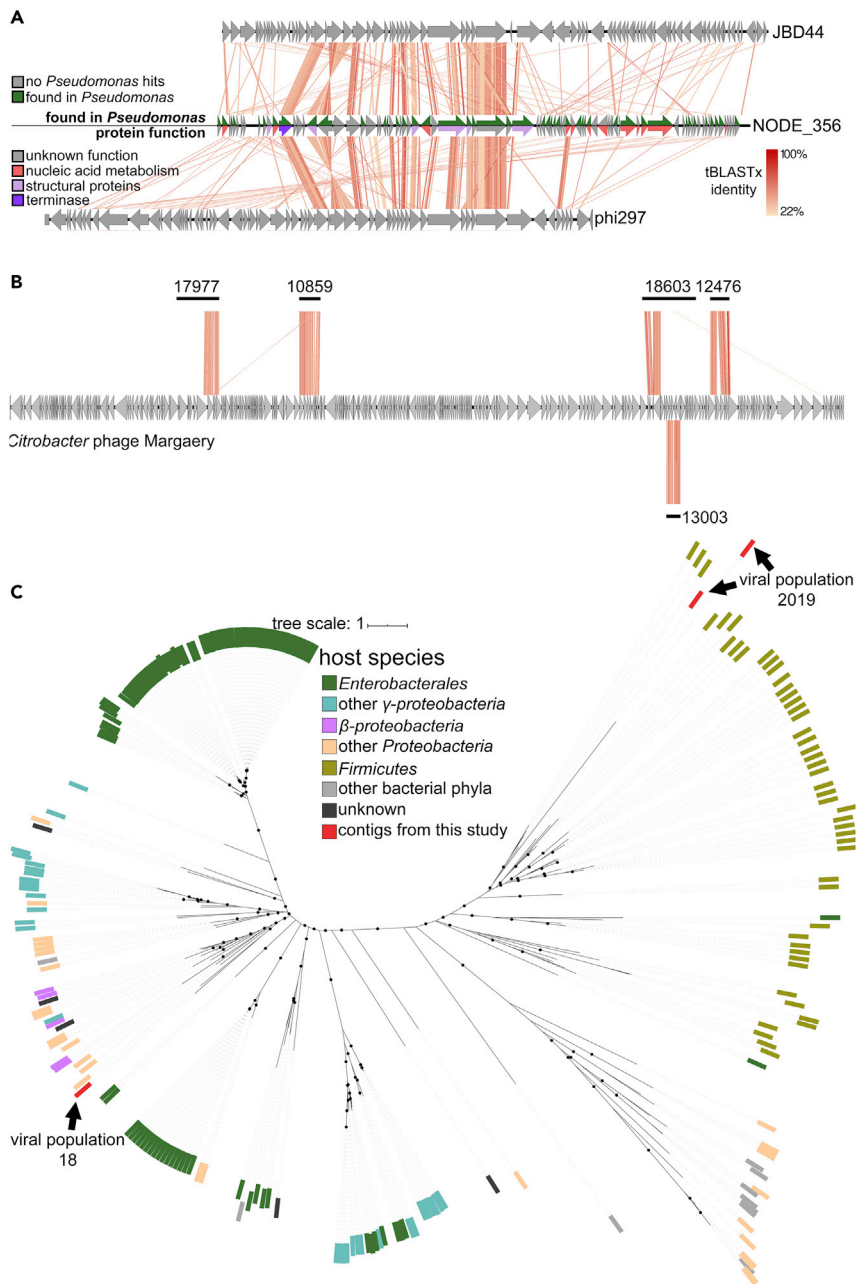 A
JBD44
no Pseudomonas hits
found in Pseudomonas
found in Pseudomonas
protein function
NODE_356
unknown function
nucleic acid metabolism
structural proteins
terminase
100%
tBLASTx
identity
22%
phi297
B
17977
10859
18603
12476
Citrobacter phage Margaery
13003
C
viral population
2019
tree scale: 1
host species
Enterobacterales
other γ-proteobacteria
β-proteobacteria
other Proteobacteria
Firmicutes
other bacterial phyla
unknown
contigs from this study
viral population
18